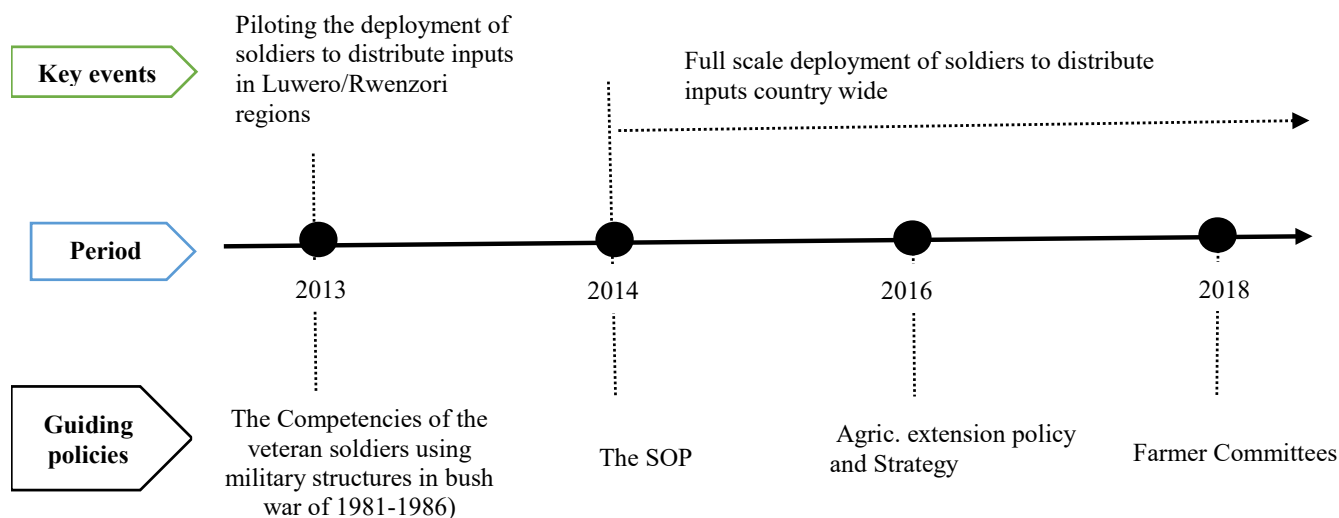 Key events
Piloting the deployment of
soldiers to distribute inputs
in Luwero/Rwenzori
regions
Full scale deployment of soldiers to distribute
inputs country wide
Period
2013
2014
2016
2018
Guiding
policies
The Competencies of the
veteran soldiers using
military structures in bush
war of 1981-1986)
The SOP
Agric. extension policy
and Strategy
Farmer Committees